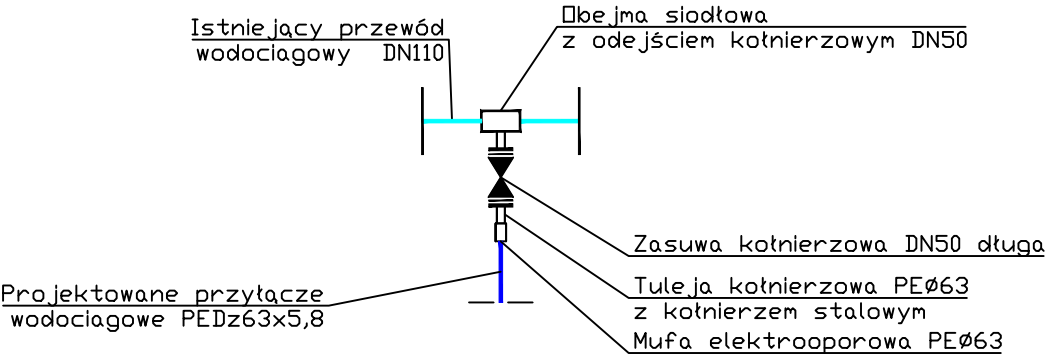 Istniejący przewód
wodociągowy DN110
Obejma siodłowa
z odejściem kołnierzowym DN50
Zasuwa kołnierzowa DN50 długa
Tuleja kołnierzowa PEØ63
z kołnierzem stalowym
Mufa elektrooporowa PEØ63
Projektowane przyłącze
wodociągowe PEDz63x5,8